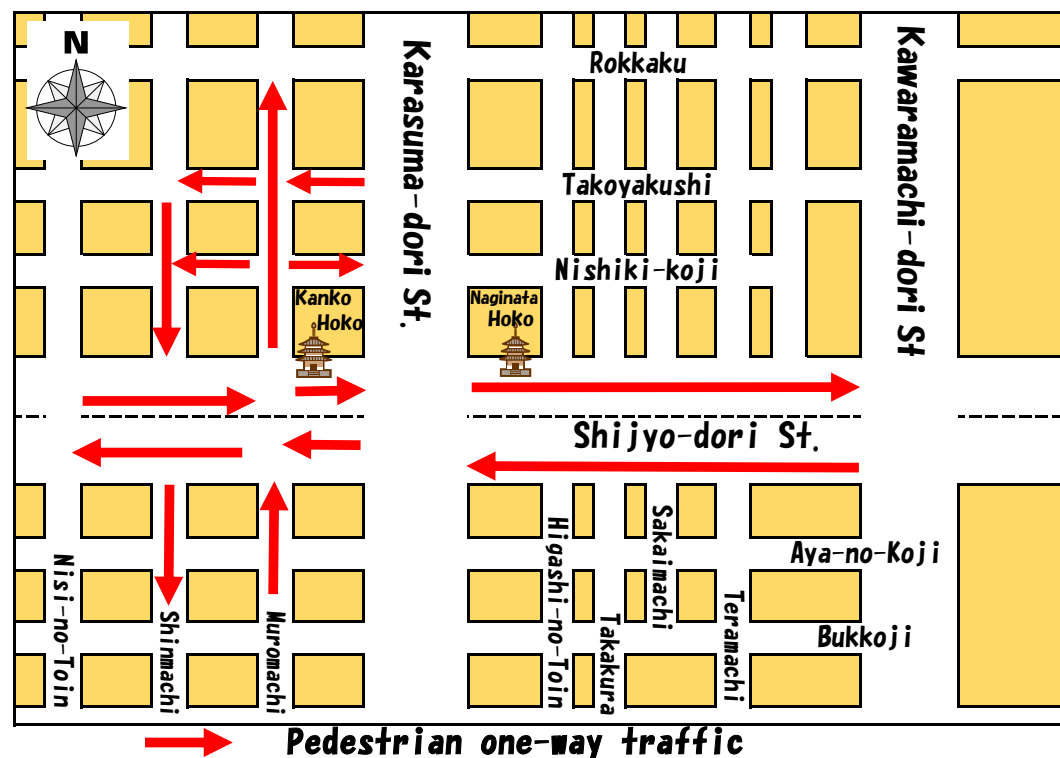 N
Karasuma-dori St.
Rokkaku
Kawaramachi-dori St
Takoyakushi
Nishiki-koji
Kanko
Hoko
Naginata
Hoko
Shijyo-dori St.
Nisi-no-Toin
Shinmachi
Muromachi
Higashi-no-Toin
Takakura
Sakaimachi
Teramachi
Aya-no-Koji
Bukkoji
Pedestrian one-way traffic